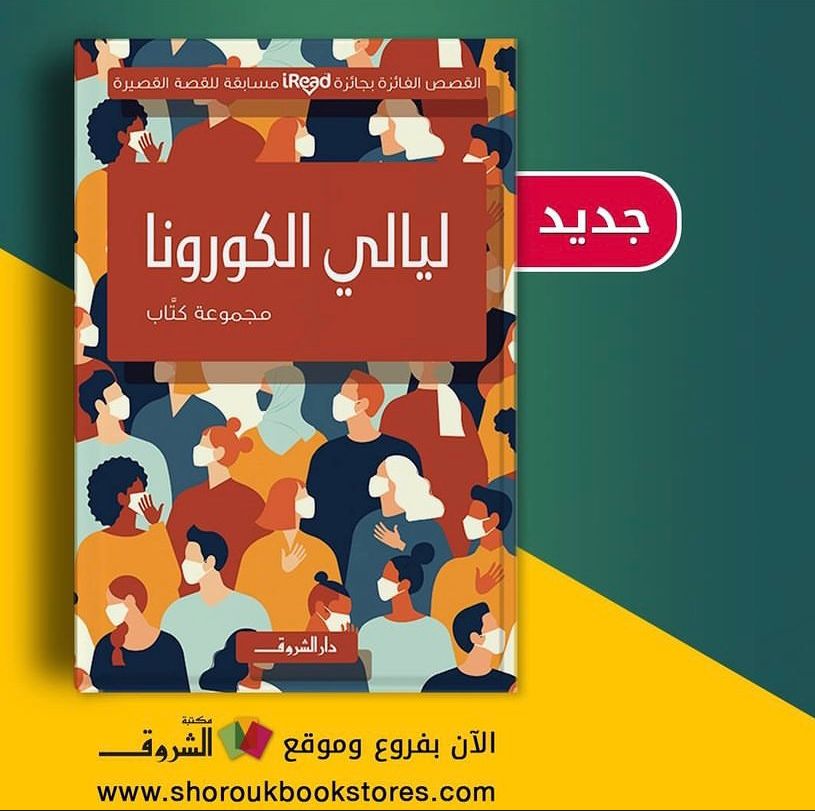 القصص الفائزة بجائزة iRead مسابقة للقصة القصيرة
ليالي الكورونا
مجموعة كتَّاب
جديد
دار الشروق
الآن بفروع وموقع مكتبة الشروق
www.shoroukbookstores.com